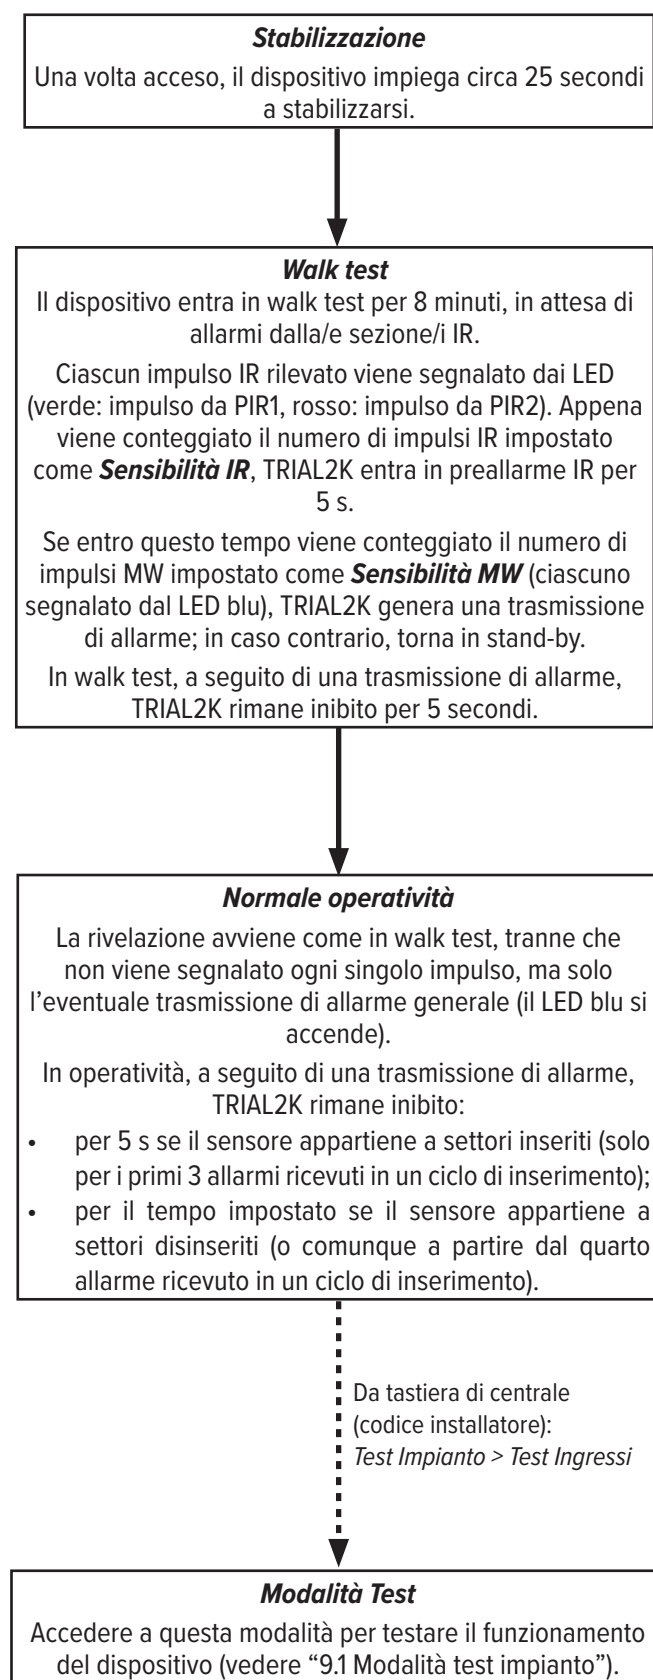 Stabilizzazione
Una volta acceso, il dispositivo impiega circa 25 secondi
a stabilizzarsi.
Walk test
Il dispositivo entra in walk test per 8 minuti, in attesa di
allarmi dalla/e sezione/i IR.
Ciascun impulso IR rilevato viene segnalato dai LED
(verde: impulso da PIR1, rosso: impulso da PIR2). Appena
viene conteggiato il numero di impulsi IR impostato
come Sensibilità IR, TRIAL2K entra in preallarme IR per
5 s.
Se entro questo tempo viene conteggiato il numero di
impulsi MW impostato come Sensibilità MW (ciascuno
segnalato dal LED blu), TRIAL2K genera una trasmissione
di allarme; in caso contrario, torna in stand-by.
In walk test, a seguito di una trasmissione di allarme,
TRIAL2K rimane inibito per 5 secondi.
Normale operatività
La rivelazione avviene come in walk test, tranne che
non viene segnalato ogni singolo impulso, ma solo
l'eventuale trasmissione di allarme generale (il LED blu si
accende).
In operatività, a seguito di una trasmissione di allarme,
TRIAL2K rimane inibito:
• per 5 s se il sensore appartiene a settori inseriti (solo
per i primi 3 allarmi ricevuti in un ciclo di inserimento);
• per il tempo impostato se il sensore appartiene a
settori disinseriti (o comunque a partire dal quarto
allarme ricevuto in un ciclo di inserimento).
Da tastiera di centrale
(codice installatore):
Test Impianto > Test Ingressi
Modalità Test
Accedere a questa modalità per testare il funzionamento
del dispositivo (vedere "9.1 Modalità test impianto").